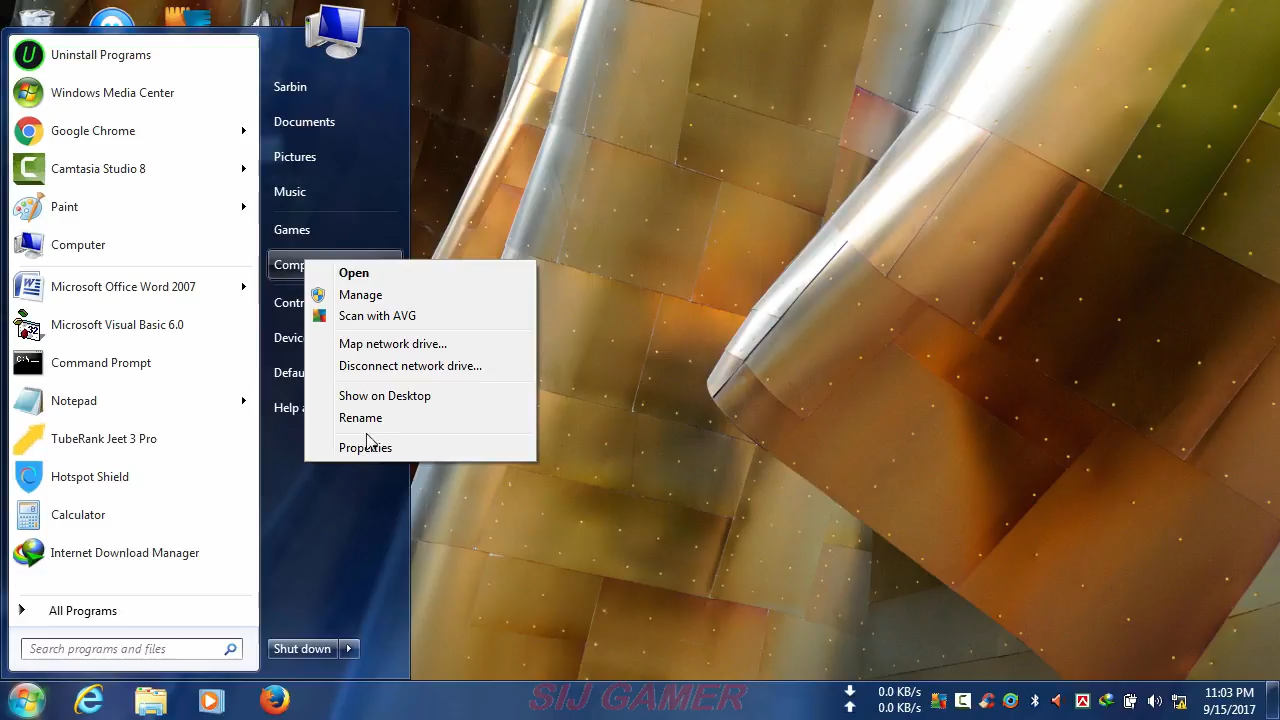 Uninstall Programs
Windows Media Center
Google Chrome
Camtasia Studio 8
Paint
Computer
Microsoft Office Word 2007
Microsoft Visual Basic 6.0
Command Prompt
Notepad
TubeRank Jeet 3 Pro
Hotspot Shield
Calculator
Internet Download Manager
All Programs
Search programs and files
Sarbin
Documents
Pictures
Music
Games
Comp
Contr
Devic
Defau
Help a
Shut down
Open
Manage
Scan with AVG
Map network drive...
Disconnect network drive...
Show on Desktop
Rename
Properties
SIJ GAMER
0.0 KB/s
0.0 KB/s
11:03 PM
9/15/2017